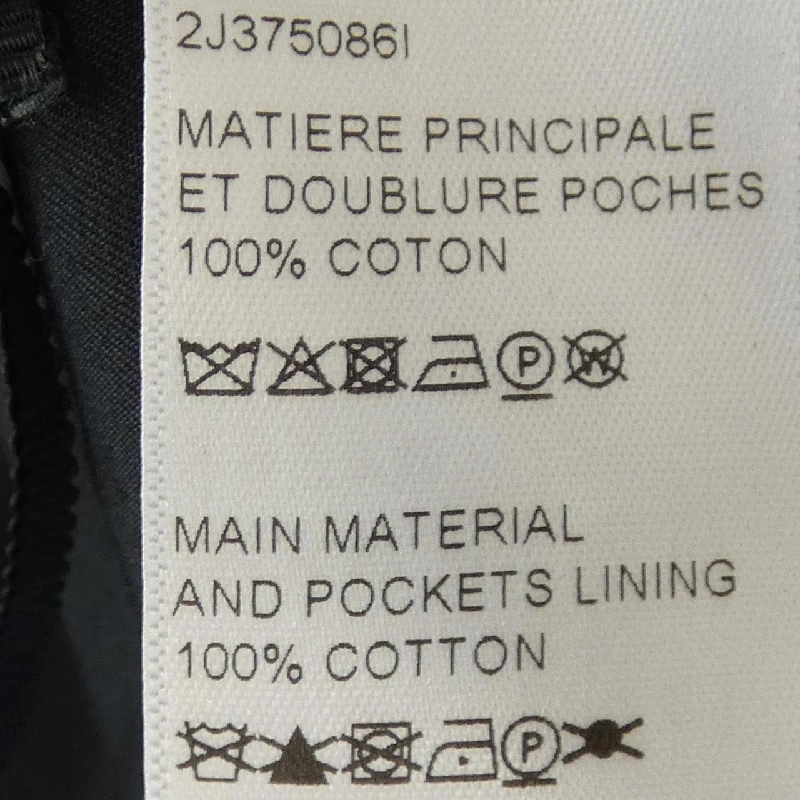 2J375086I
MATIERE PRINCIPALE
ET DOUBLURE POCHES
100% COTON
P W
MAIN MATERIAL
AND POCKETS LINING
100% COTTON
P